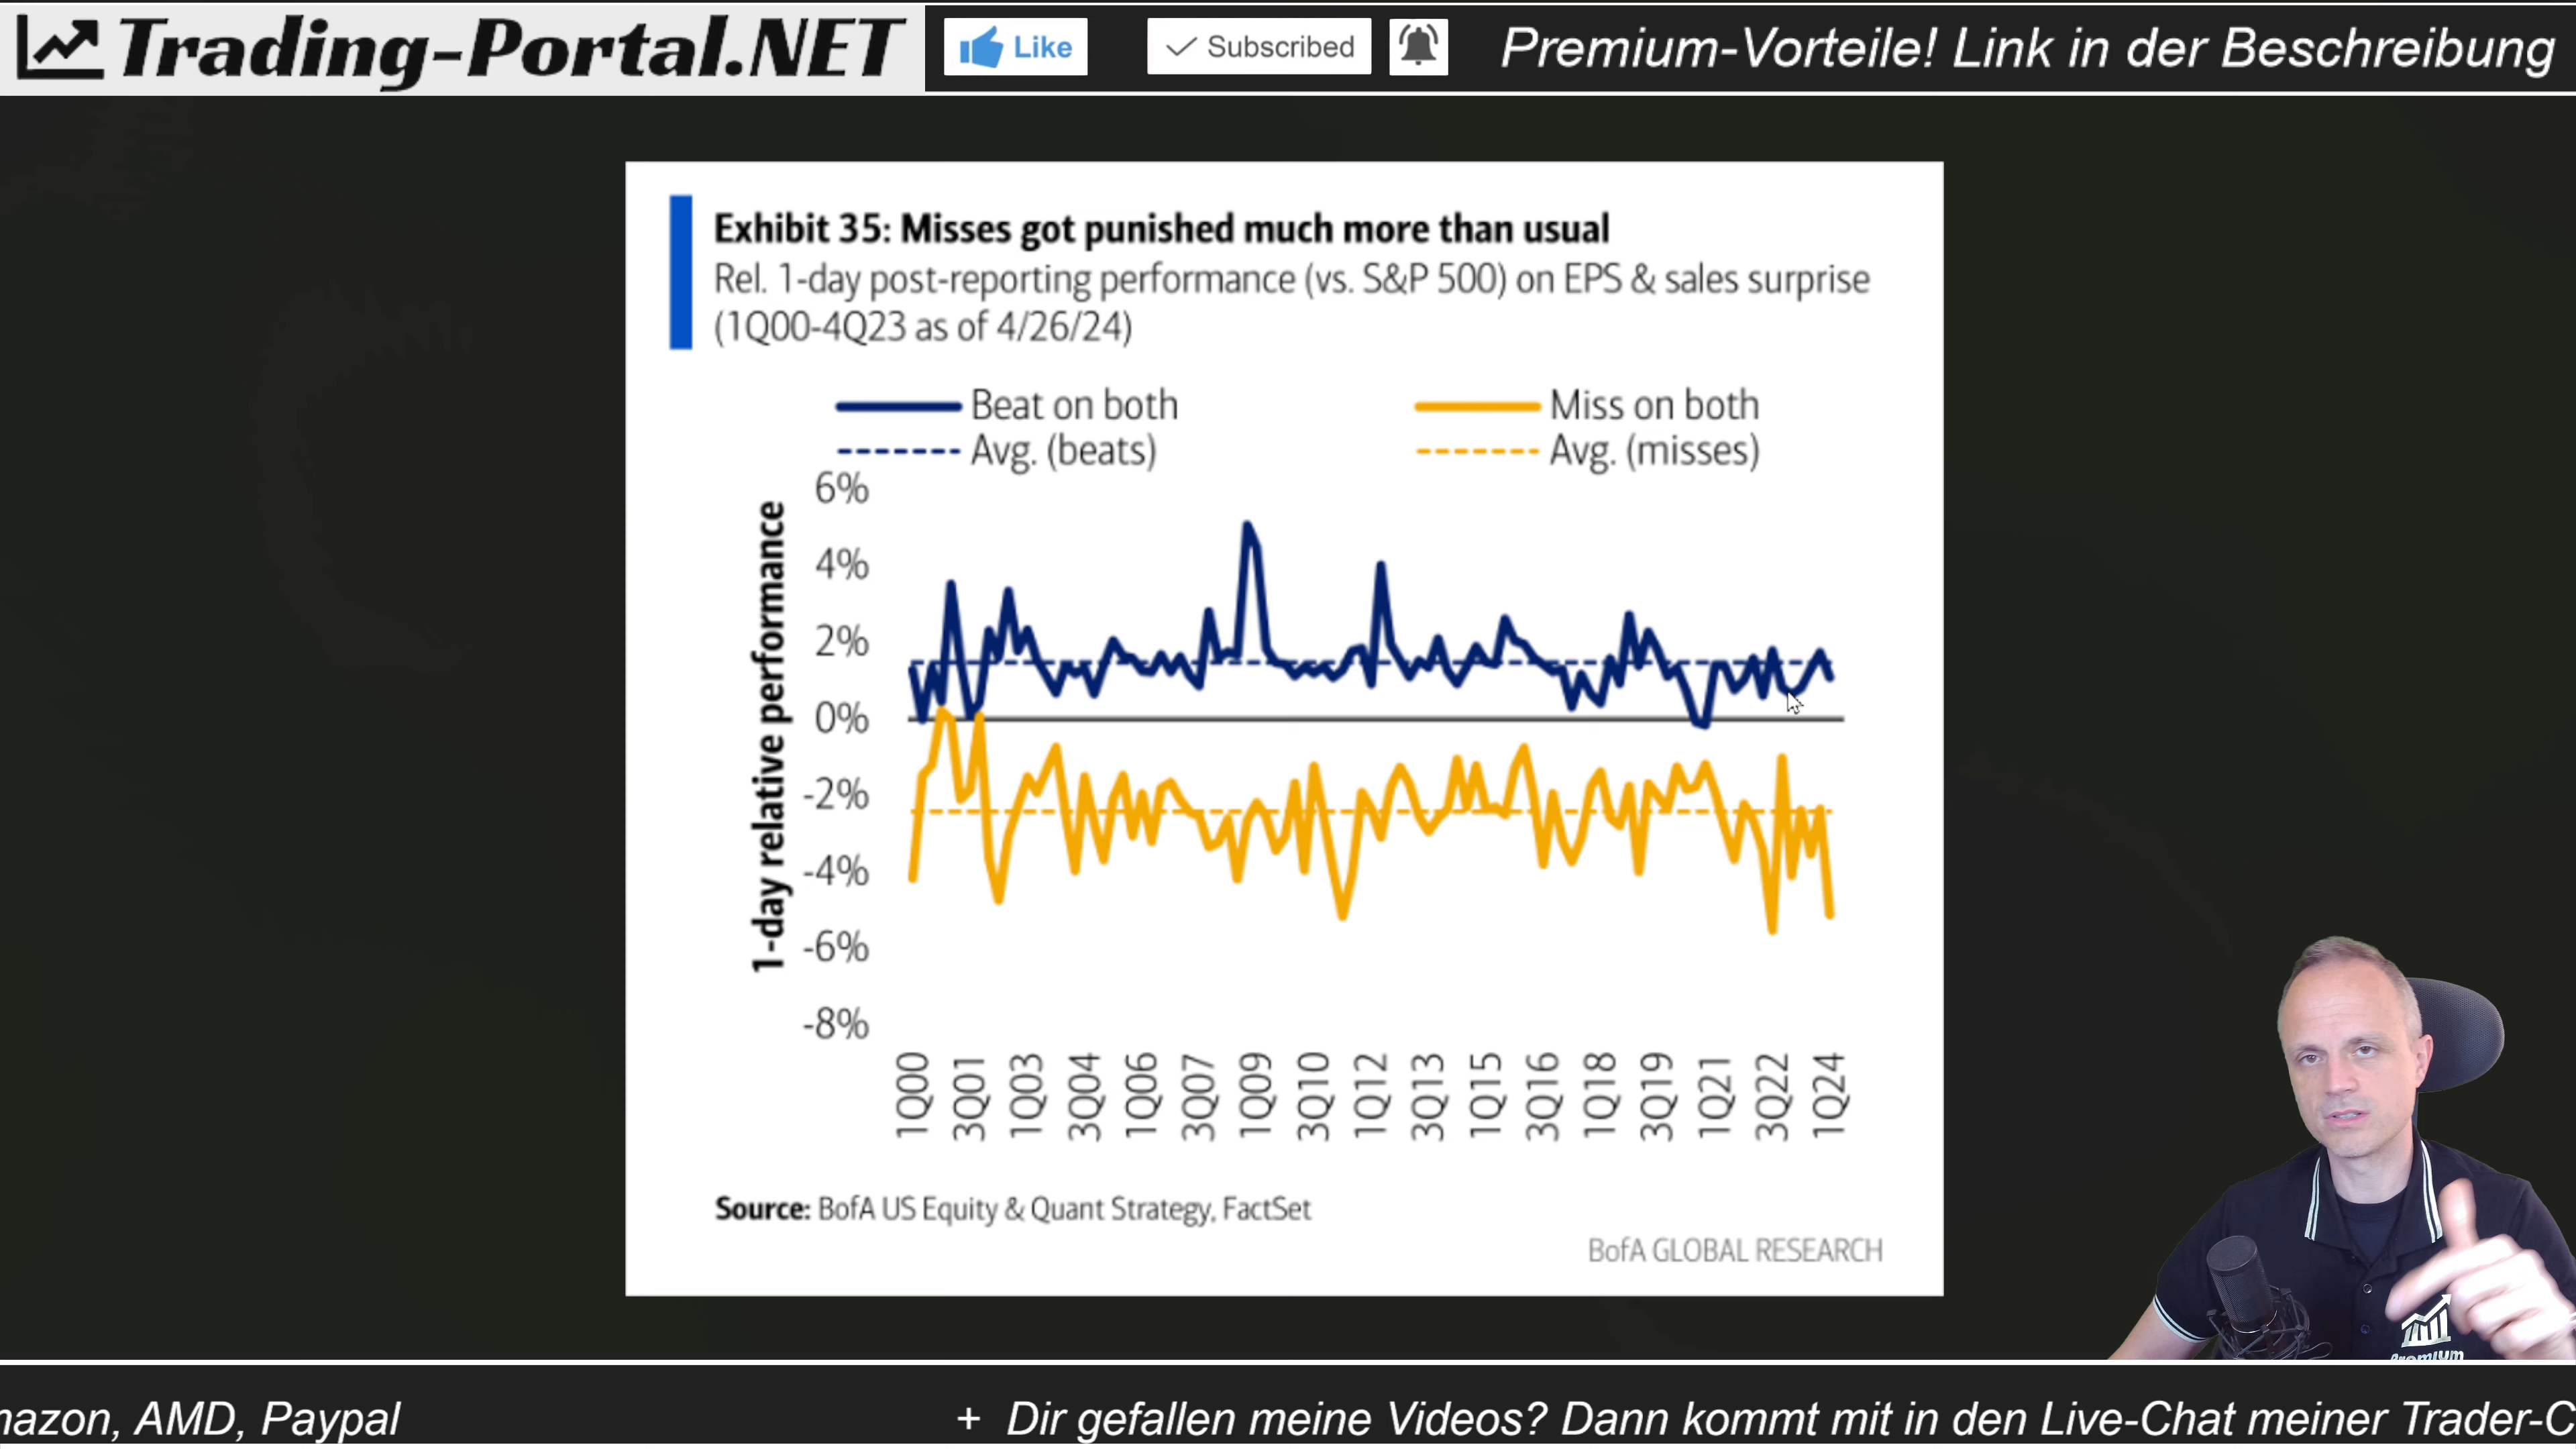 Trading-Portal.NET
Like
Subscribed
Premium-Vorteile! Link in der Beschreibung
Exhibit 35: Misses got punished much more than usual
Rel. 1-day post-reporting performance (vs. S&P 500) on EPS & sales surprise
(1Q00-4Q23 as of 4/26/24)
Beat on both
Miss on both
Avg. (beats)
Avg. (misses)
1-day relative performance
6%
4%
2%
0%
-2%
-4%
-6%
-8%
1Q00
3Q01
1Q03
3Q04
1Q06
3Q07
1Q09
3Q10
1Q12
3Q13
1Q15
3Q16
1Q18
3Q19
1Q21
3Q22
1Q24
Source: BofA US Equity & Quant Strategy, FactSet
BofA GLOBAL RESEARCH
Premium
mazon, AMD, Paypal
+ Dir gefallen meine Videos? Dann kommt mit in den Live-Chat meiner Trader-C